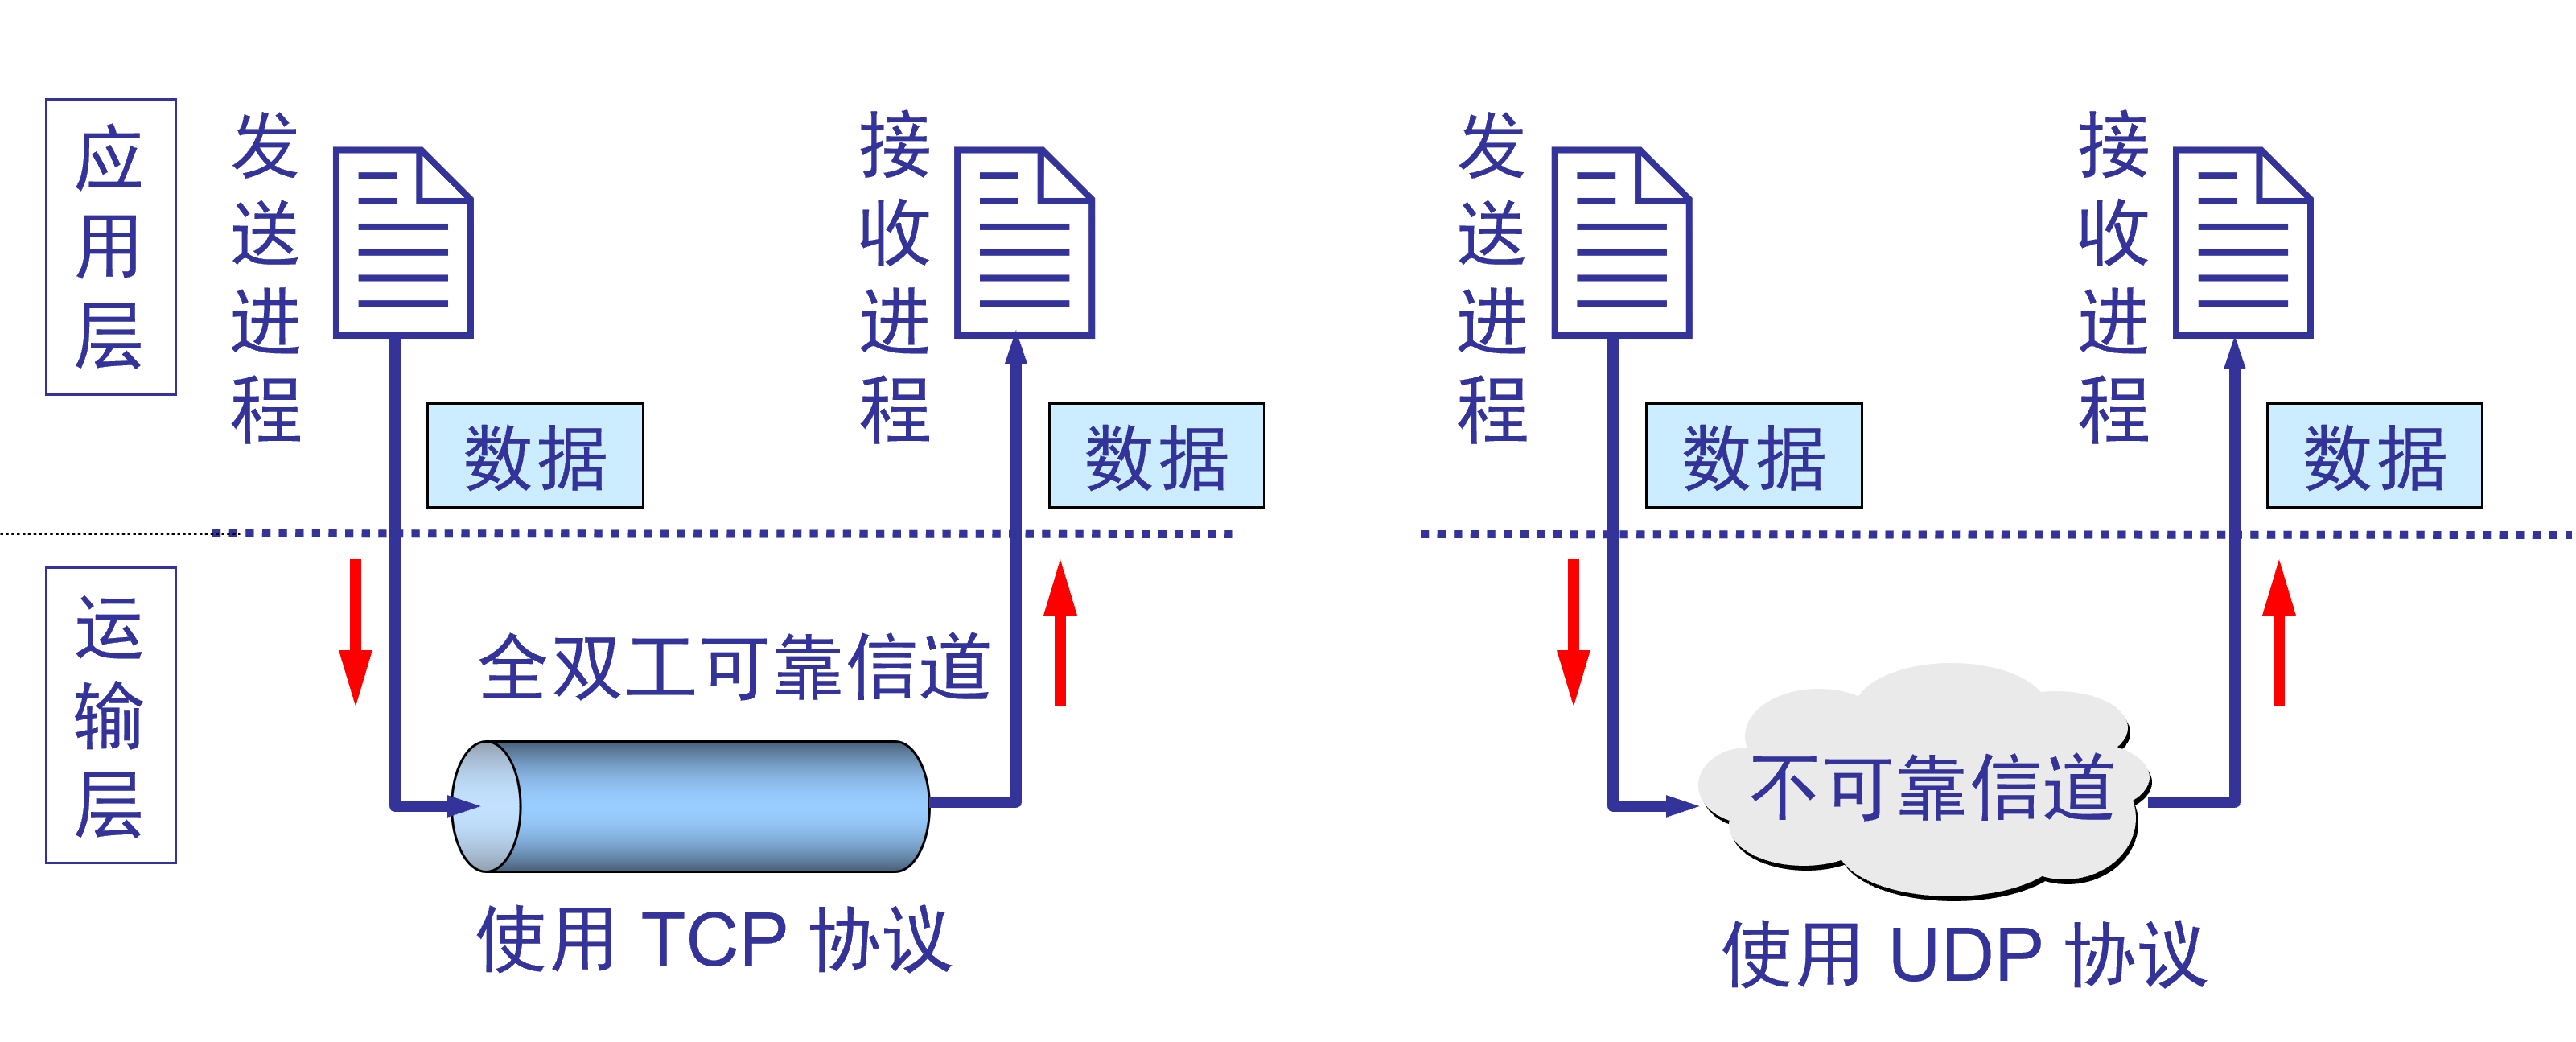 应用层
发送进程
接收进程
发送进程
接收进程
数据
数据
数据
数据
运输层
全双工可靠信道
不可靠信道
使用 TCP 协议
使用 UDP 协议